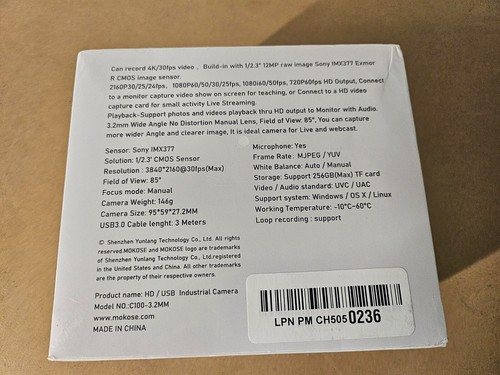 Can record 4K/30fps video , Build-in with 1/2.3" 12MP raw image Sony IMX377 Exmor
R CMOS image sensor.
2160P30/25/24fps, 1080P60/50/30/25fps, 1080i60/50fps, 720P60fps HD Output, Connect
to a monitor capture video show on screen for teaching, or Connect to a HD video
capture card for small activity Live Streaming.
Playback-Support photos and videos playback thru HD output to Monitor with Audio.
3.2mm Wide Angle No Distortion Manual Lens, Field of View: 85°, You can capture
more wider Angle and clearer image, It is ideal camera for Live and webcast.
Sensor: Sony IMX377
Solution: 1/2.3' CMOS Sensor
Resolution : 3840*2160@30fps(Max)
Field of View: 85°
Focus mode: Manual
Camera Weight: 146g
Camera Size: 95*59*27.2MM
USB3.0 Cable lenght: 3 Meters
Microphone: Yes
Frame Rate : MJPEG / YUV
White Balance: Auto / Manual
Storage: Support 256GB(Max) TF card
Video / Audio standard: UVC / UAC
Support system: Windows / OS X / Linux
Working Temperature: -10°C~60°C
Loop recording : support
© Shenzhen Yunlang Technology Co., Ltd. All rights
reserved.MOKOSE and MOKOSE logo are trademarks
of Shenzhen Yunlang Technology Co., Ltd.registered
in the United States and China. All other trademarks
are the property of their respective owners.
Product name: HD / USB Industrial Camera
Model NO.:C100-3.2MM
www.mokose.com
MADE IN CHINA
LPN PM CH505 0236